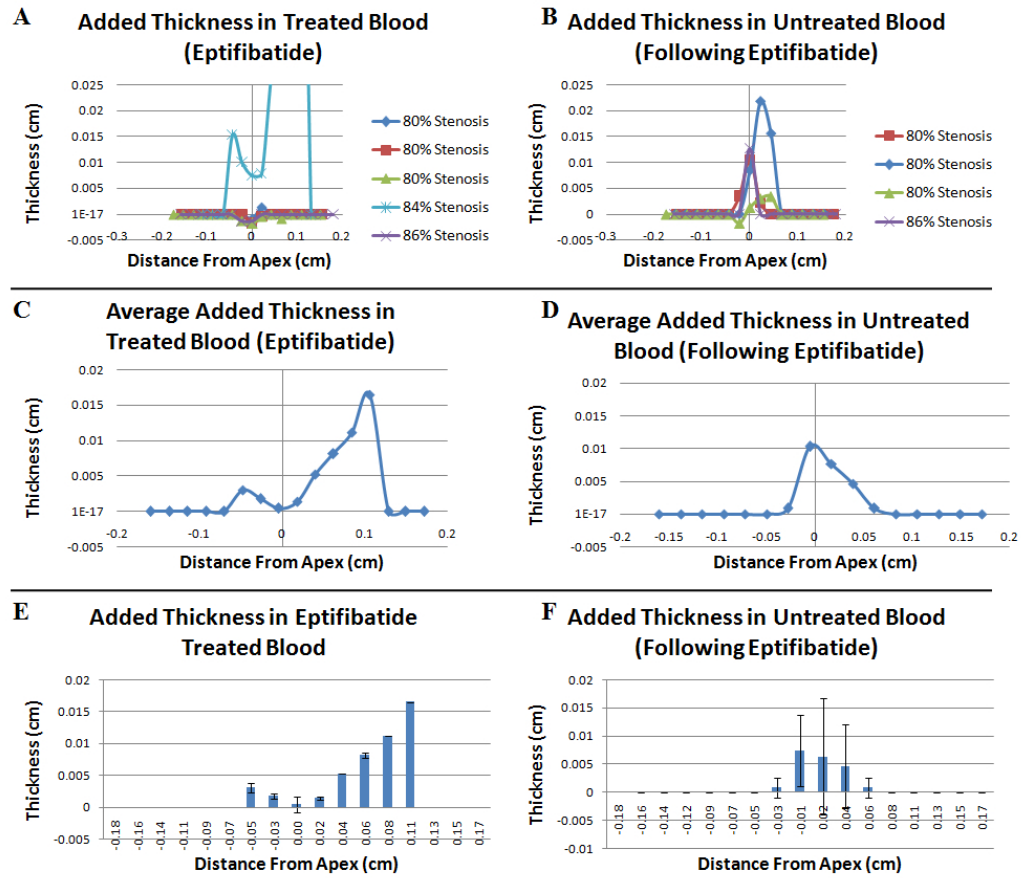 A
Added Thickness in Treated Blood
(Eptifibatide)
Thickness (cm)
0.025
0.02
0.015
0.01
0.005
1E-17
-0.005
-0.3
-0.1
0
0.1
0.2
Distance From Apex (cm)
80% Stenosis
80% Stenosis
80% Stenosis
84% Stenosis
86% Stenosis
B
Added Thickness in Untreated Blood
(Following Eptifibatide)
Thickness (cm)
0.025
0.02
0.015
0.01
0.005
0
-0.005
-0.3
-0.1
0
0.1
0.2
Distance From Apex (cm)
80% Stenosis
80% Stenosis
80% Stenosis
86% Stenosis
C
Average Added Thickness in
Treated Blood (Eptifibatide)
Thickness (cm)
0.02
0.015
0.01
0.005
1E-17
-0.005
-0.2
-0.1
0
0.1
0.2
Distance From Apex (cm)
D
Average Added Thickness in Untreated
Blood (Following Eptifibatide)
Thickness (cm)
0.02
0.015
0.01
0.005
1E-17
-0.005
-0.2
-0.15
-0.1
-0.05
0
0.05
0.1
0.15
0.2
Distance From Apex (cm)
E
Added Thickness in Eptifibatide
Treated Blood
Thickness (cm)
0.02
0.015
0.01
0.005
0
-0.005
-0.18
-0.16
-0.14
-0.11
-0.09
-0.07
-0.05
-0.03
0.00
0.02
0.04
0.06
0.08
0.11
0.13
0.15
0.17
Distance From Apex (cm)
F
Added Thickness in Untreated Blood
(Following Eptifibatide)
Thickness (cm)
0.02
0.015
0.01
0.005
0
-0.005
-0.01
-0.18
-0.16
-0.14
-0.12
-0.09
-0.07
-0.05
-0.03
-0.01
0.02
0.04
0.06
0.08
0.11
0.13
0.15
0.17
Distance From Apex (cm)